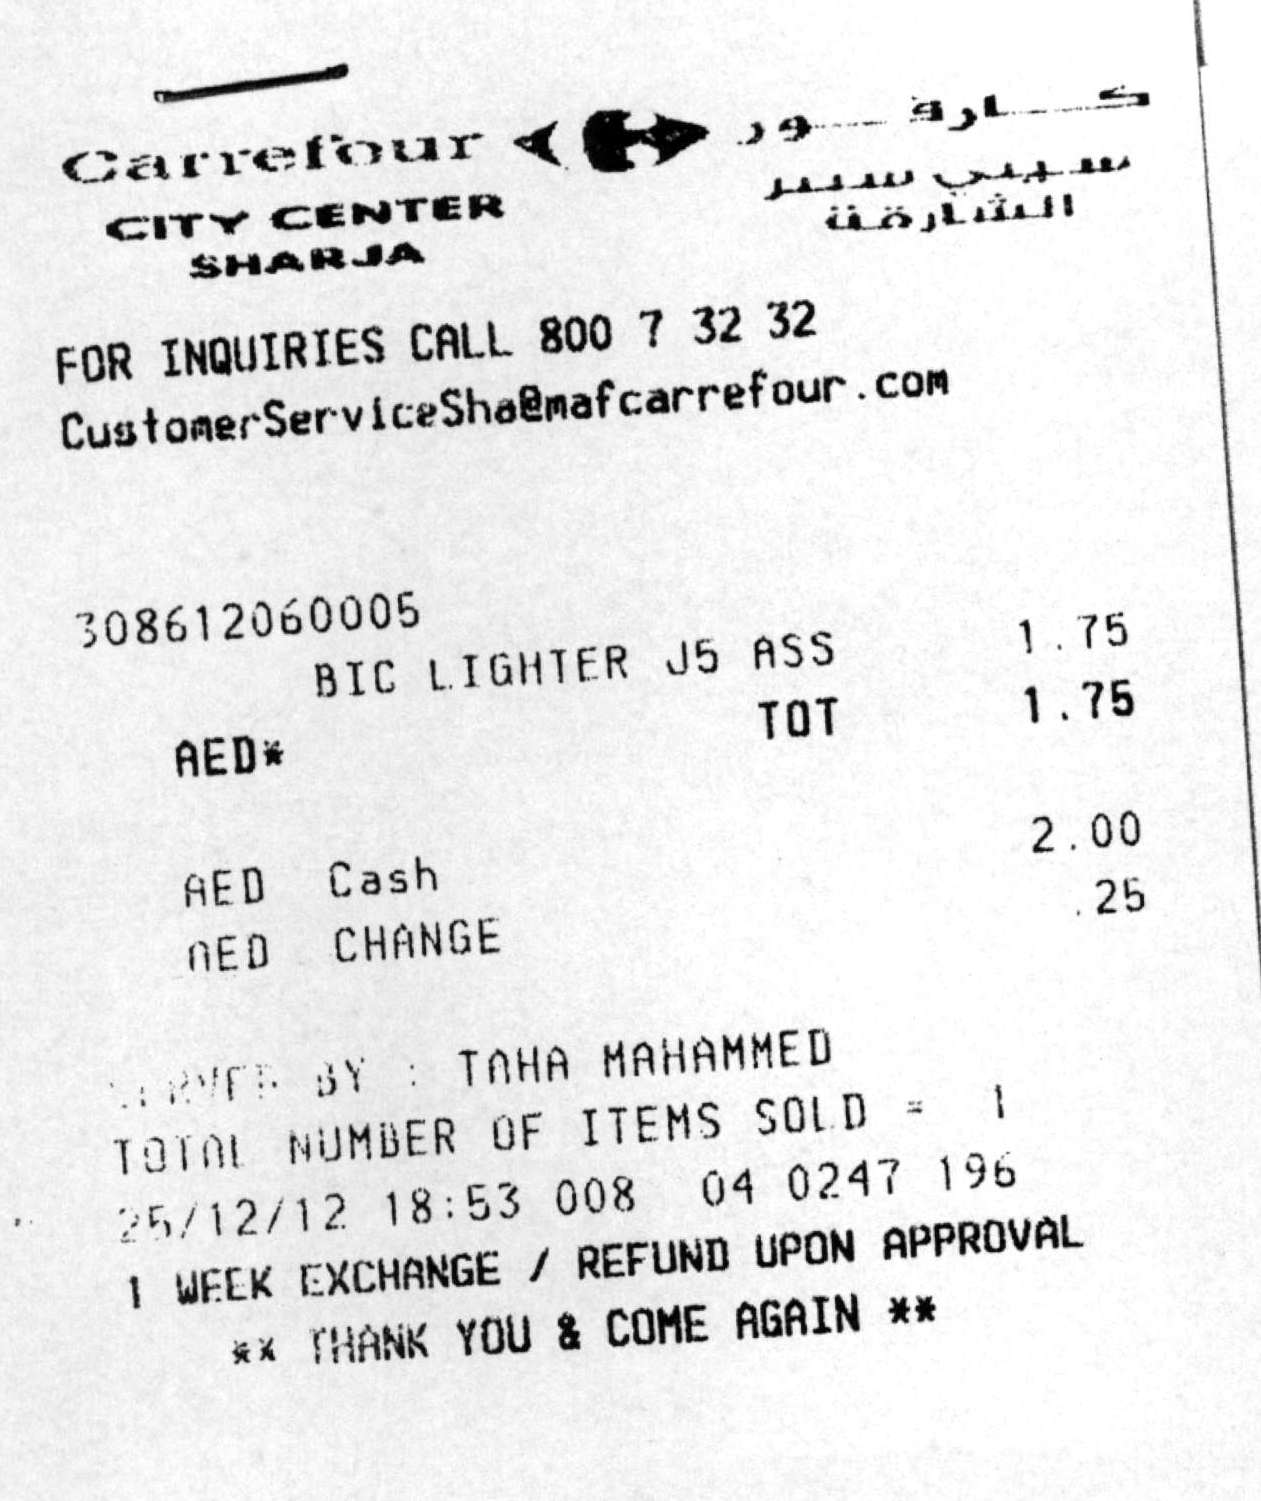 Carrefour كارفور
CITY CENTER سيتي سنتر
SHARJA الشارقة
FOR INQUIRIES CALL 800 7 32 32
CustomerServiceSha@mafcarrefour.com
308612060005
BIC LIGHTER J5 ASS 1.75
AED* TOT 1.75
AED Cash 2.00
AED CHANGE .25
SERVED BY : TAHA MAHAMMED
TOTAL NUMBER OF ITEMS SOLD = 1
25/12/12 18:53 008 04 0247 196
1 WEEK EXCHANGE / REFUND UPON APPROVAL
** THANK YOU & COME AGAIN **